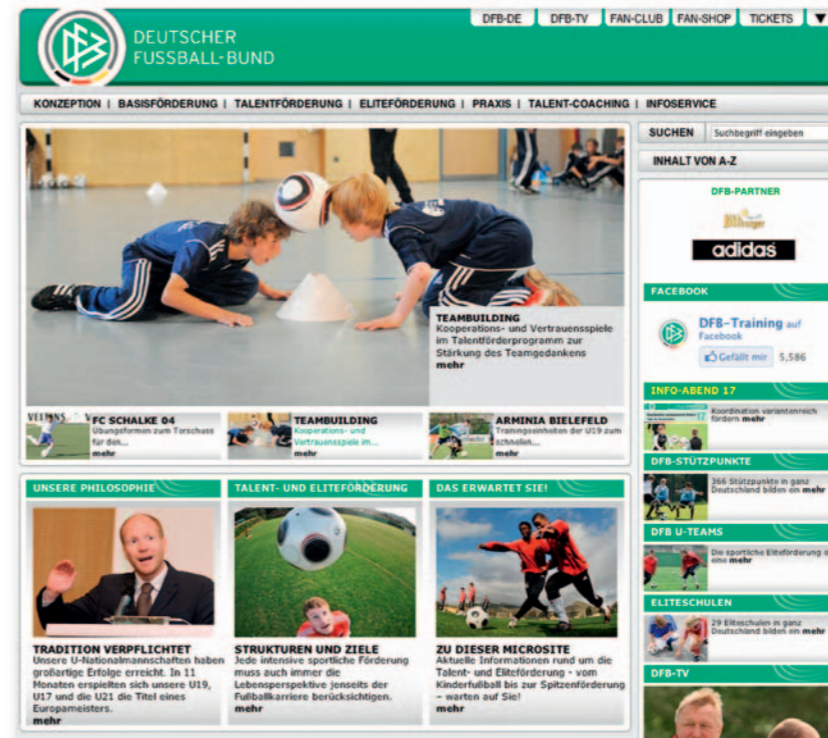 DFB-DE DFB-TV FAN-CLUB FAN-SHOP TICKETS
DFB
DEUTSCHER
FUSSBALL-BUND
KONZEPTION | BASISFÖRDERUNG | TALENTFÖRDERUNG | ELITEFÖRDERUNG | PRAXIS | TALENT-COACHING | INFOSERVICE
TEAMBUILDING
Kooperations- und Vertrauensspiele
im Talentförderprogramm zur
Stärkung des Teamgedankens
mehr
VELTINS
FC SCHALKE 04
Übungsformen zum Torschuss
für den...
mehr
TEAMBUILDING
Kooperations- und
Vertrauensspiele im...
mehr
ARMINIA BIELEFELD
Trainingseinheiten der U19 zum
schnellen...
mehr
UNSERE PHILOSOPHIE
TRADITION VERPFLICHTET
Unsere U-Nationalmannschaften haben
großartige Erfolge erreicht. In 11
Monaten erspielten sich unsere U19,
U17 und die U21 die Titel eines
Europameisters.
mehr
TALENT- UND ELITEFÖRDERUNG
STRUKTUREN UND ZIELE
Jede intensive sportliche Förderung
muss auch immer die
Lebensperspektive jenseits der
Fußballkarriere berücksichtigen.
mehr
DAS ERWARTET SIE!
ZU DIESER MICROSITE
Aktuelle Informationen rund um die
Talent- und Eliteförderung - vom
Kinderfußball bis zur Spitzenförderung
- warten auf Sie!
mehr
SUCHEN Suchbegriff eingeben
INHALT VON A-Z
DFB-PARTNER
adidas
FACEBOOK
DFB-Training auf
Facebook
Gefällt mir 5,586
INFO-ABEND 17
Koordination variantenreich
fördern mehr
DFB-STÜTZPUNKTE
366 Stützpunkte in ganz
Deutschland bilden ein mehr
DFB U-TEAMS
Die sportliche Eliteförderung
eine mehr
ELITESCHULEN
29 Eliteschulen in ganz
Deutschland bilden ein mehr
DFB-TV